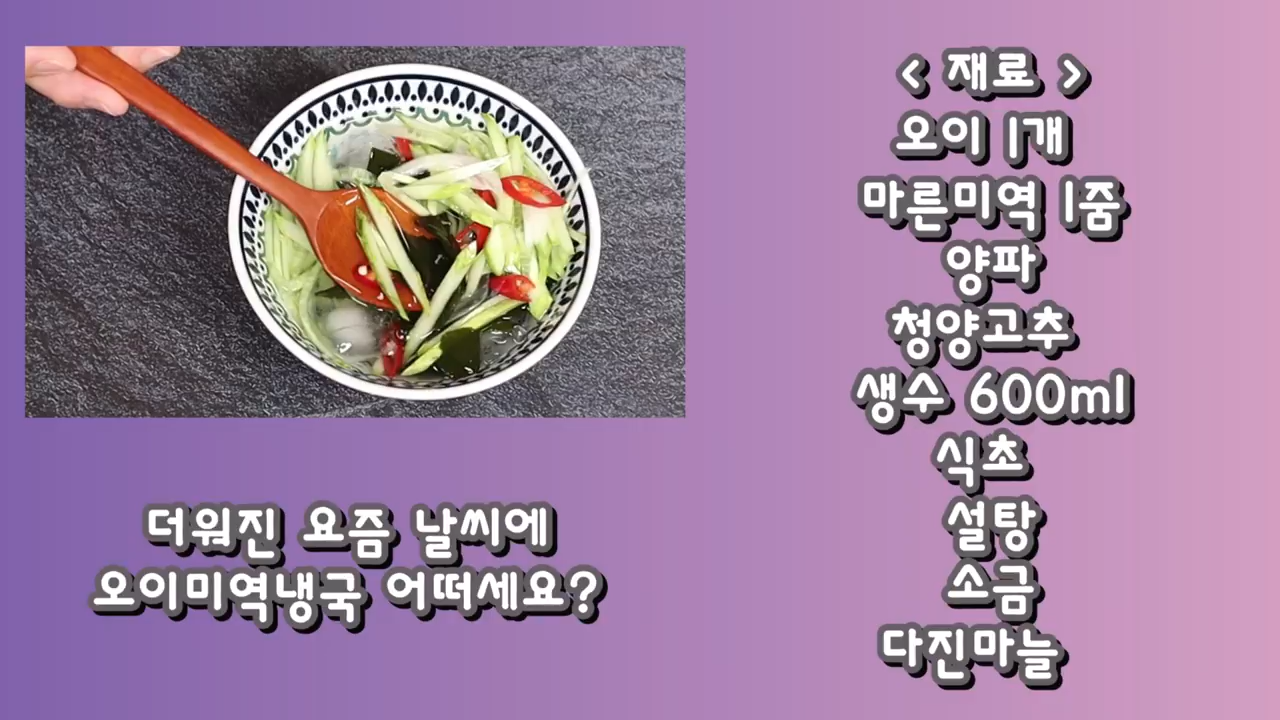 더워진 요즘 날씨에
오이미역냉국 어떠세요?
< 재료 >
오이 1개
마른미역 1줌
양파
청양고추
생수 600ml
식초
설탕
소금
다진마늘